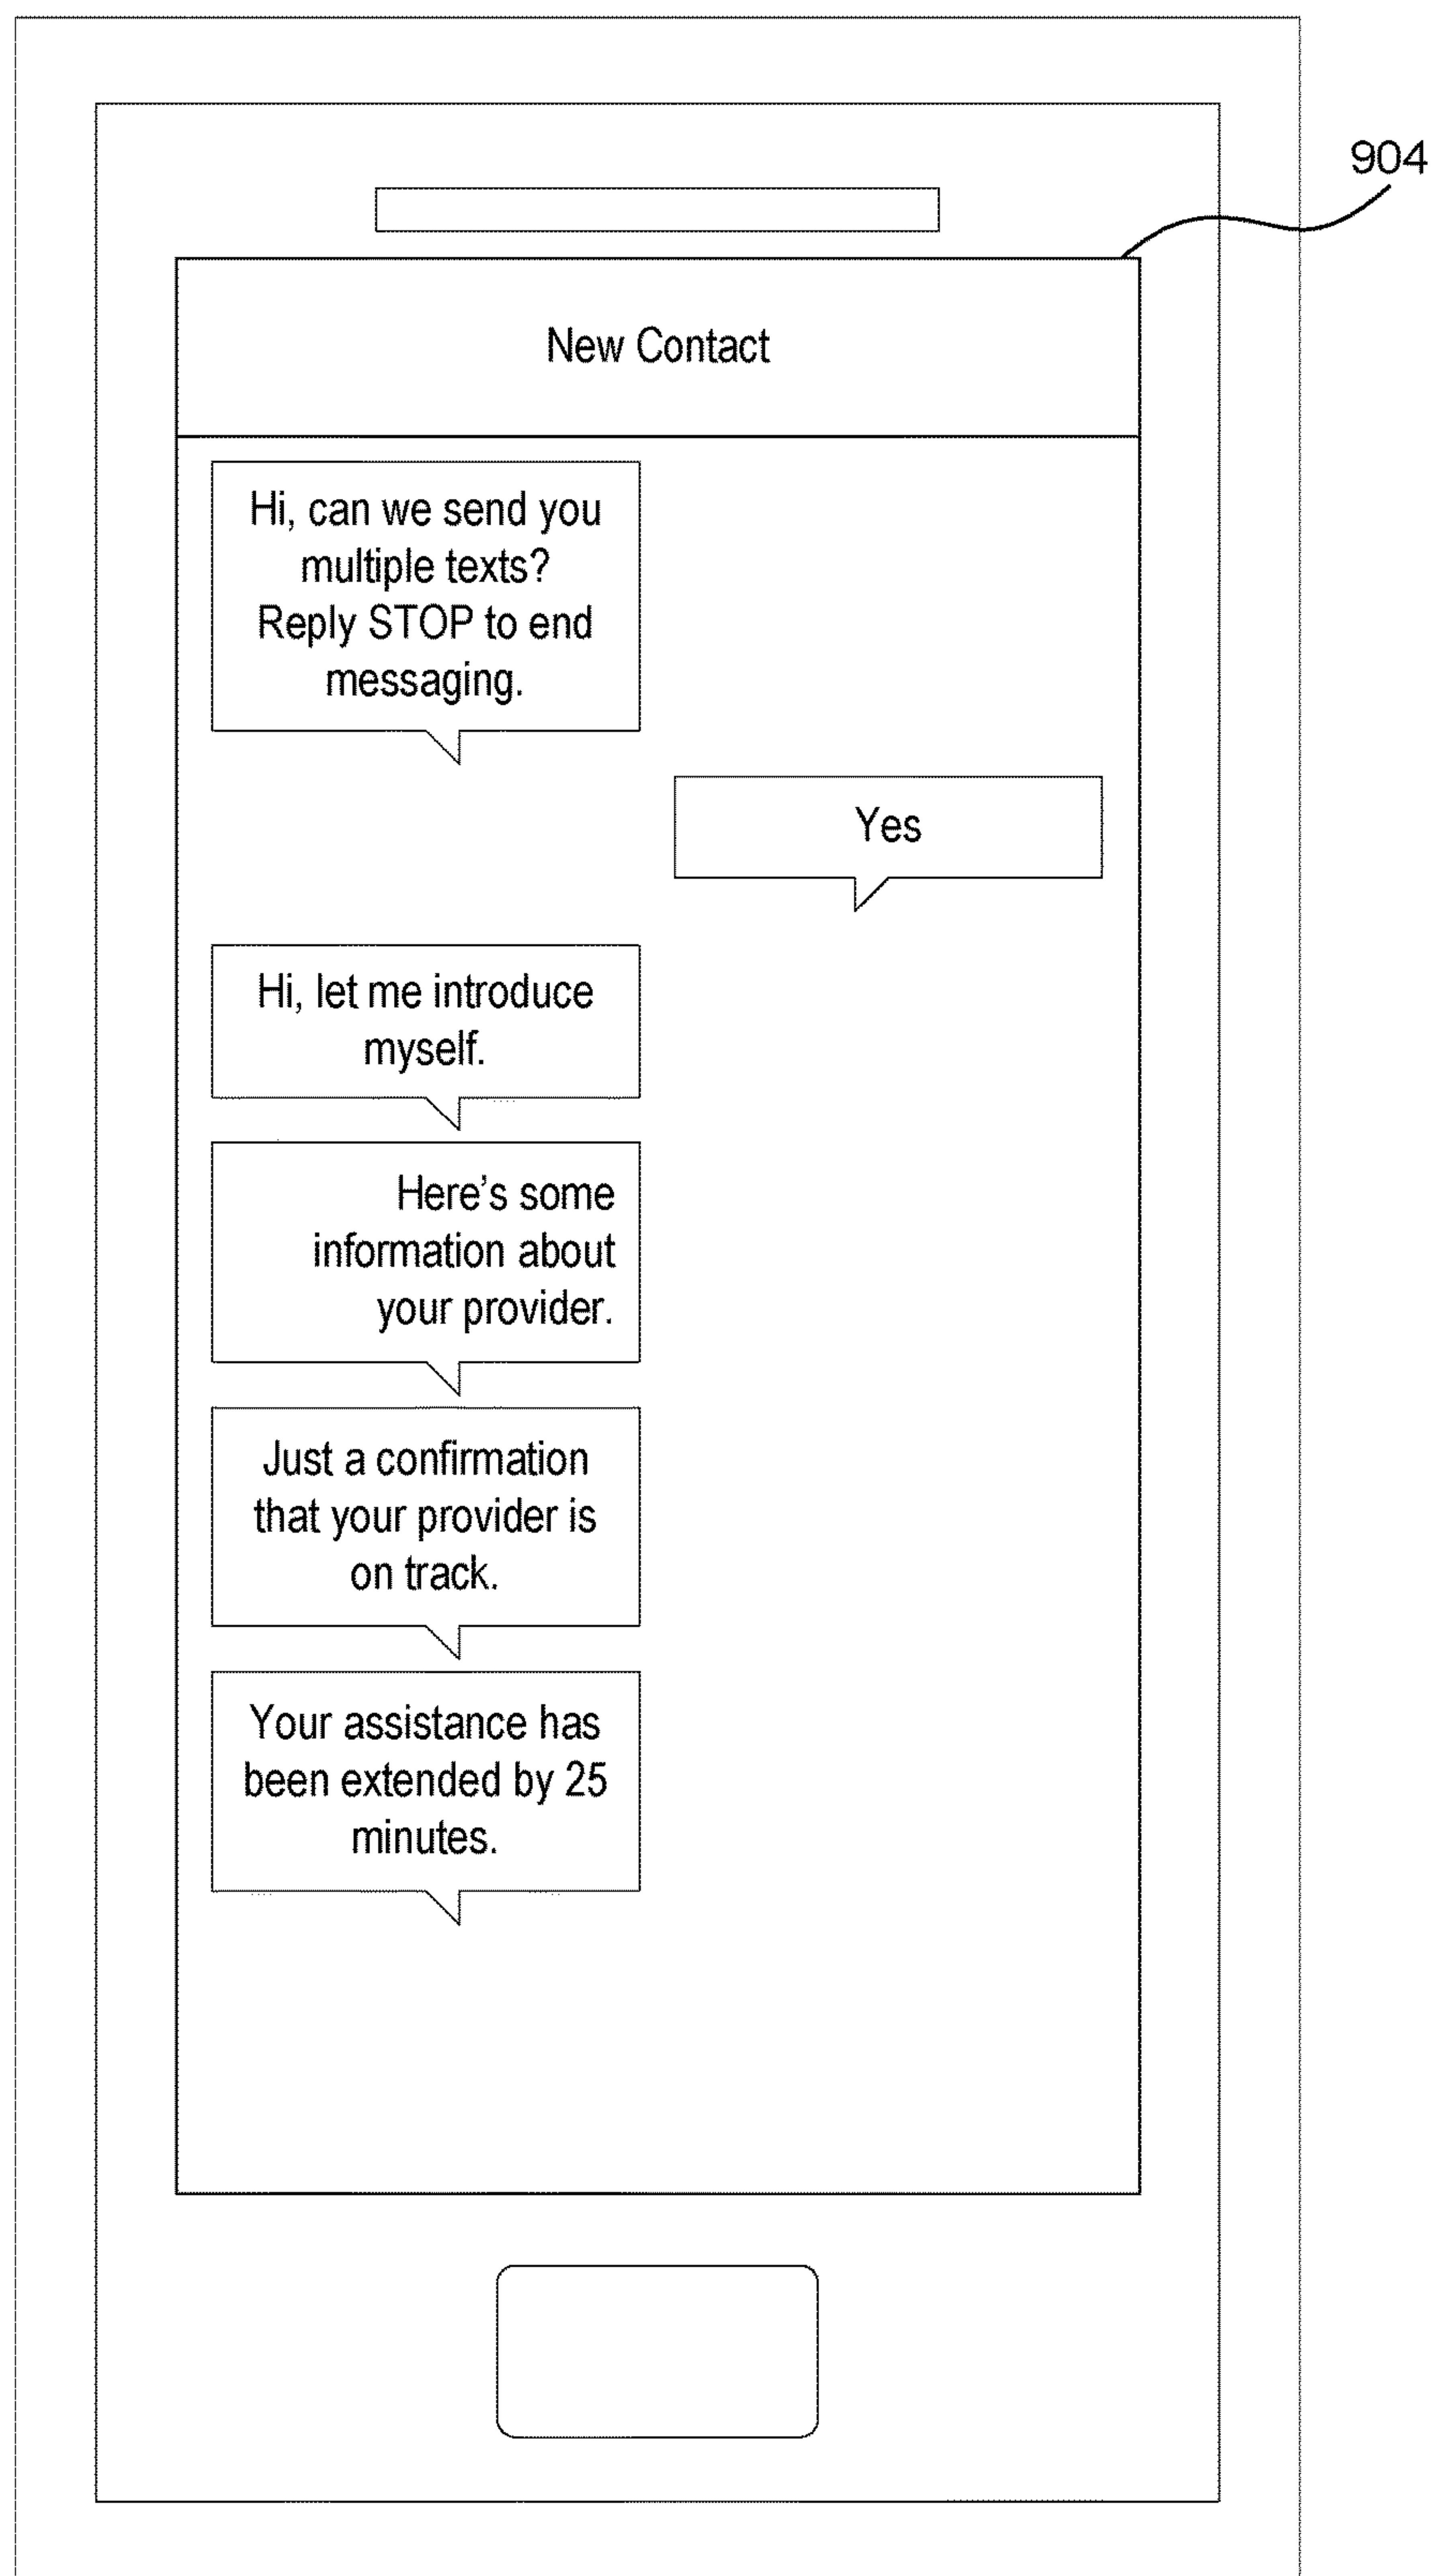 904
New Contact
Hi, can we send you
multiple texts?
Reply STOP to end
messaging.
Yes
Hi, let me introduce
myself.
Here’s some
information about
your provider.
Just a confirmation
that your provider is
on track.
Your assistance has
been extended by 25
minutes.